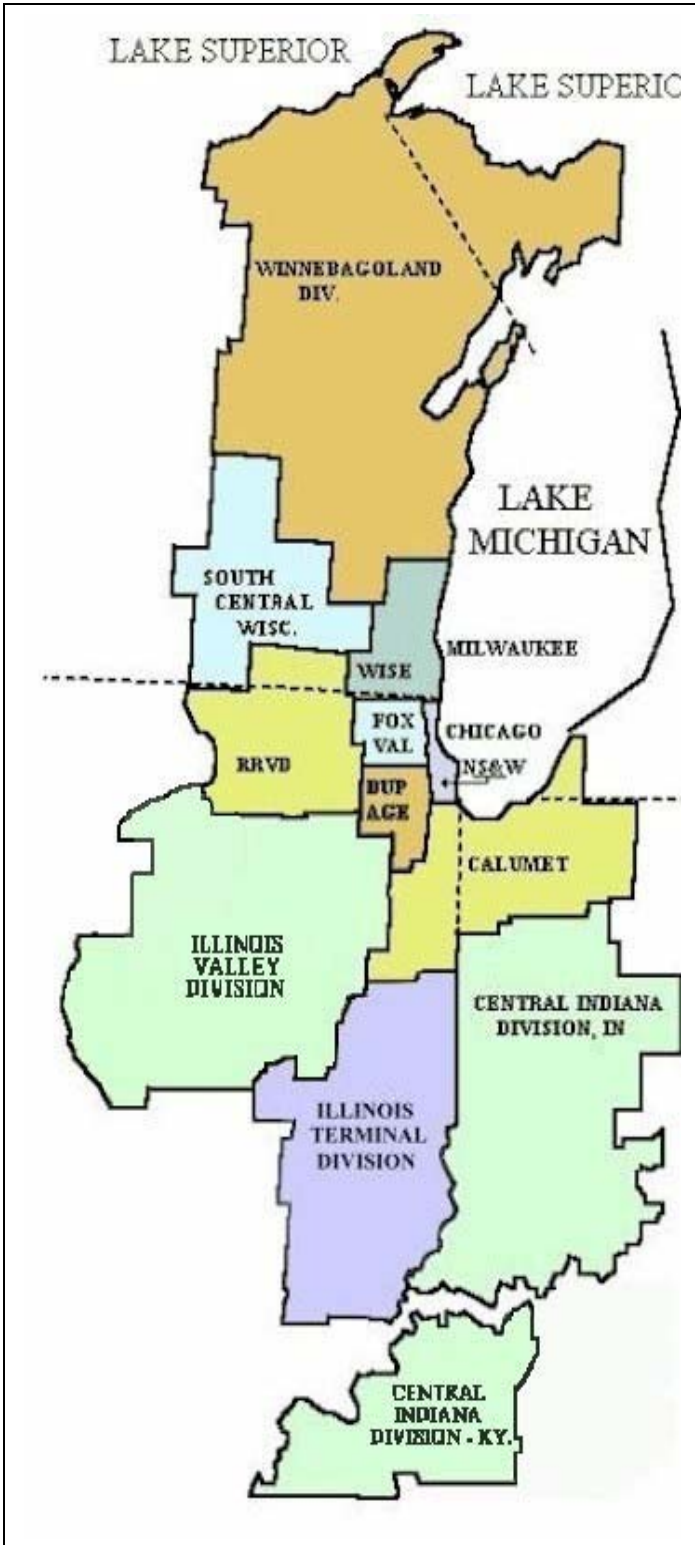 LAKE SUPERIOR
LAKE SUPERIO
WINNEBAGOLAND
DIV.
LAKE
MICHIGAN
SOUTH
CENTRAL
WISC.
MILWAUKEE
WISE
FOX
VAL
CHICAGO
RRVD
NS&W
DUP
AGE
CALUMET
ILLINOIS
VALLEY
DIVISION
CENTRAL INDIANA
DIVISION, IN
ILLINOIS
TERMINAL
DIVISION
CENTRAL
INDIANA
DIVISION - KY.